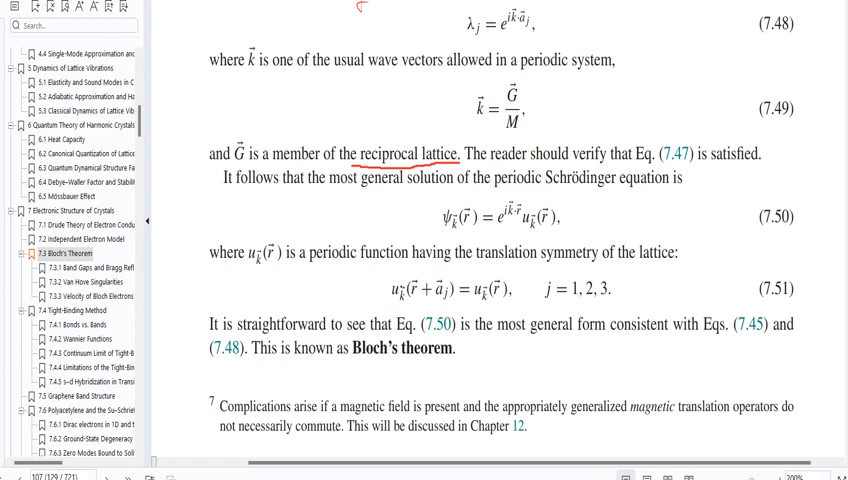 Search...
4.4 Single-Mode Approximation anc
5 Dynamics of Lattice Vibrations
5.1 Elasticity and Sound Modes in C
5.2 Adiabatic Approximation and Ha
5.3 Classical Dynamics of Lattice Vib
6 Quantum Theory of Harmonic Crystals
6.1 Heat Capacity
6.2 Canonical Quantization of Lattice
6.3 Quantum Dynamical Structure Fa
6.4 Debye–Waller Factor and Stabilit
6.5 Mössbauer Effect
7 Electronic Structure of Crystals
7.1 Drude Theory of Electron Conduc
7.2 Independent Electron Model
7.3 Bloch's Theorem
7.3.1 Band Gaps and Bragg Refl
7.3.2 Van Hove Singularities
7.3.3 Velocity of Bloch Electrons
7.4 Tight-Binding Method
7.4.1 Bonds vs. Bands
7.4.2 Wannier Functions
7.4.3 Continuum Limit of Tight-B
7.4.4 Limitations of the Tight-Bin
7.4.5 s–d Hybridization in Transi
7.5 Graphene Band Structure
7.6 Polyacetylene and the Su–Schrief
7.6.1 Dirac electrons in 1D and t
7.6.2 Ground-State Degeneracy
7.6.3 Zero Modes Bound to Solit
107 (129 / 721)
λ_j = e^{i\vec{k}·\vec{a}_j}, (7.48)
where \vec{k} is one of the usual wave vectors allowed in a periodic system,
\vec{k} = \frac{\vec{G}}{M}, (7.49)
and \vec{G} is a member of the reciprocal lattice. The reader should verify that Eq. (7.47) is satisfied.
It follows that the most general solution of the periodic Schrödinger equation is
ψ_{\vec{k}}(\vec{r}) = e^{i\vec{k}·\vec{r}} u_{\vec{k}}(\vec{r}), (7.50)
where u_{\vec{k}}(\vec{r}) is a periodic function having the translation symmetry of the lattice:
u_{\vec{k}}(\vec{r} + \vec{a}_j) = u_{\vec{k}}(\vec{r}), j = 1, 2, 3. (7.51)
It is straightforward to see that Eq. (7.50) is the most general form consistent with Eqs. (7.45) and
(7.48). This is known as Bloch's theorem.
7 Complications arise if a magnetic field is present and the appropriately generalized magnetic translation operators do
not necessarily commute. This will be discussed in Chapter 12.
200%